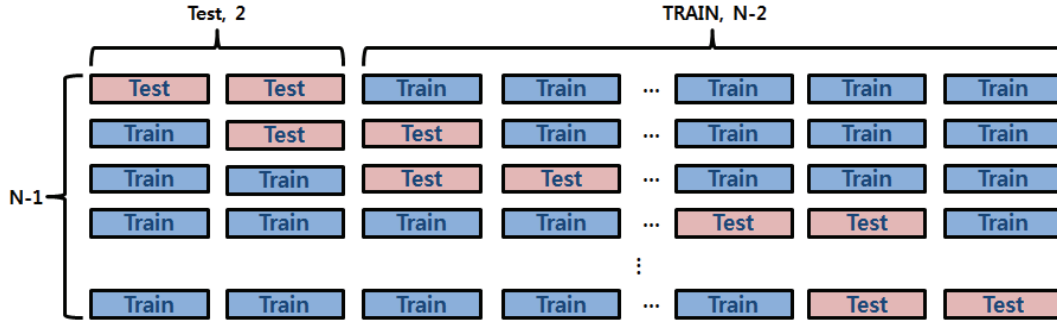 Test, 2 TRAIN, N-2
Test Test Train Train ... Train Train Train
Train Test Test Train ... Train Train Train
Train Train Test Test ... Train Train Train
N-1
Train Train Train Train ... Test Test Train
⋮
Train Train Train Train ... Train Test Test